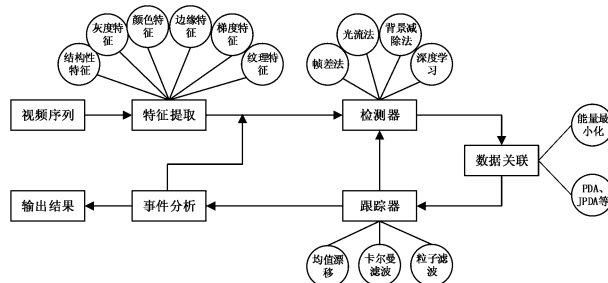 结构性
特征
灰度特
征
颜色特
征
边缘特
征
梯度特
征
纹理特
征
帧差法
光流法
背景减
除法
深度学
习
视频序列
特征提取
检测器
能量最
小化
数据关联
PDA、
JPDA等
输出结果
事件分析
跟踪器
均值漂
移
卡尔曼
滤波
粒子滤
波